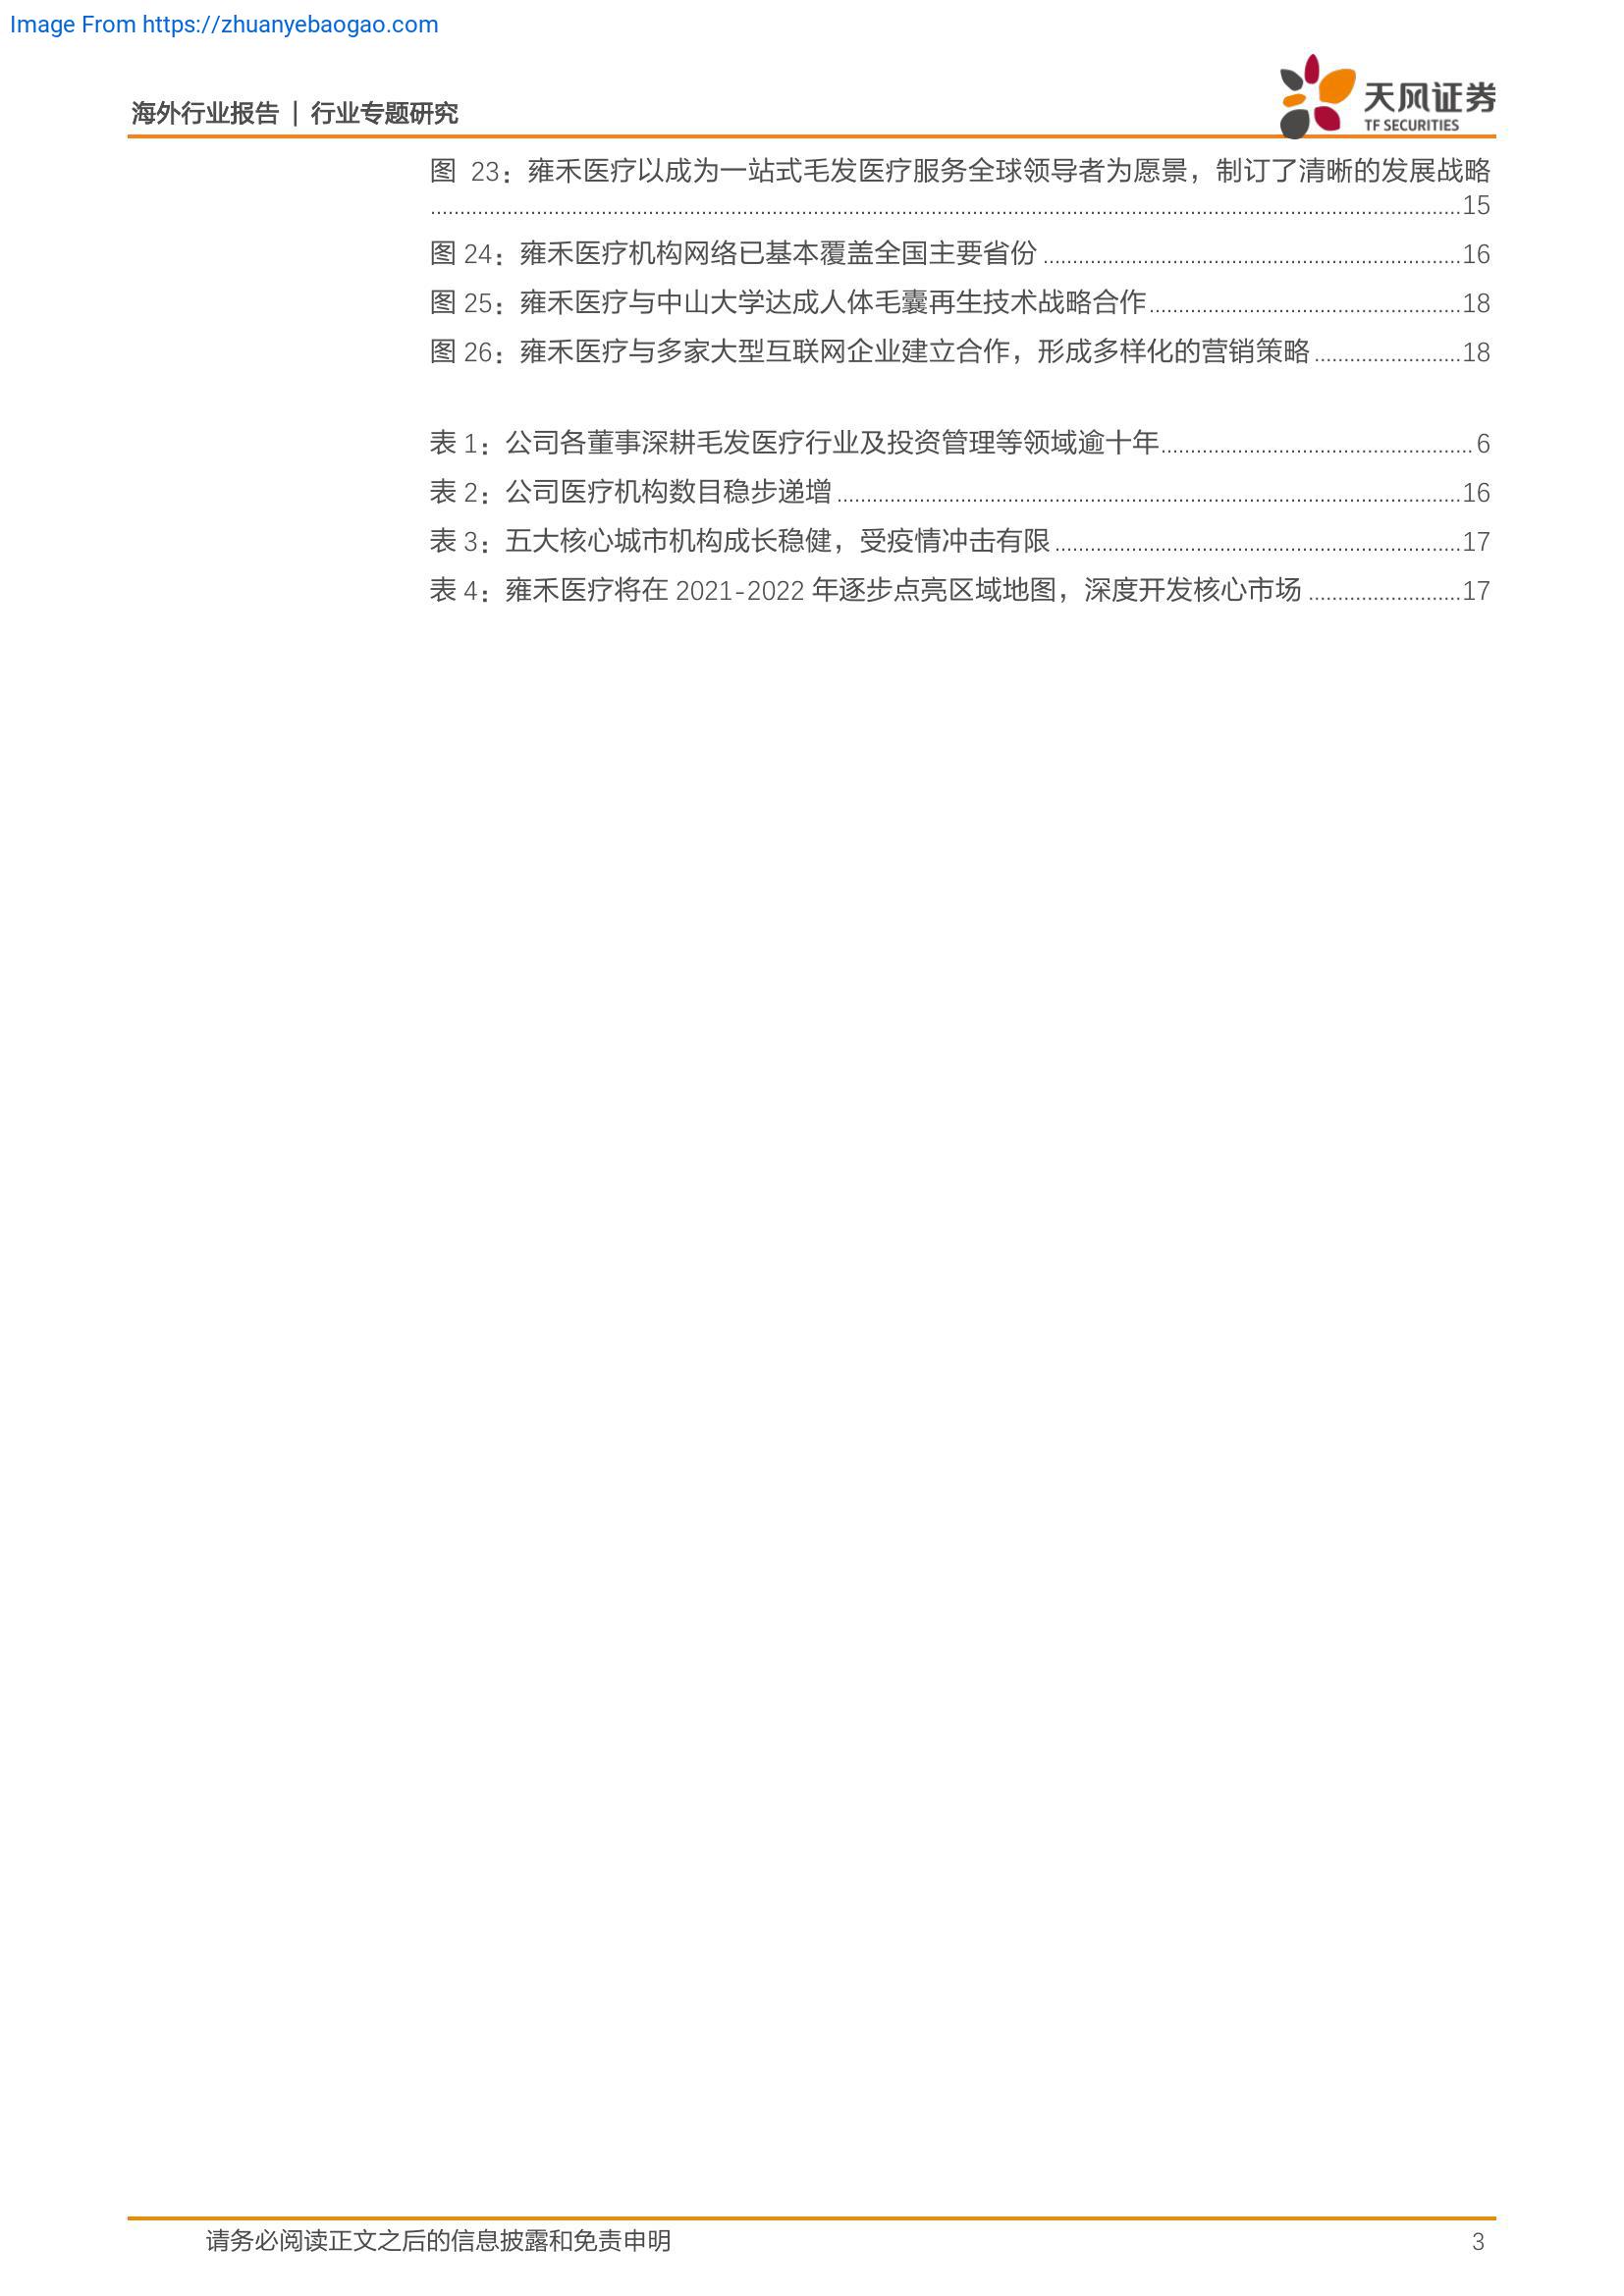 Image From https://zhuanyebaogao.com
海外行业报告 | 行业专题研究
天风证券
TF SECURITIES
图 23：雍禾医疗以成为一站式毛发医疗服务全球领导者为愿景，制订了清晰的发展战略
...............15
图 24：雍禾医疗机构网络已基本覆盖全国主要省份...............16
图 25：雍禾医疗与中山大学达成人体毛囊再生技术战略合作...............18
图 26：雍禾医疗与多家大型互联网企业建立合作，形成多样化的营销策略...............18
表 1：公司各董事深耕毛发医疗行业及投资管理等领域逾十年...............6
表 2：公司医疗机构数目稳步递增...............16
表 3：五大核心城市机构成长稳健，受疫情冲击有限...............17
表 4：雍禾医疗将在 2021-2022 年逐步点亮区域地图，深度开发核心市场...............17
请务必阅读正文之后的信息披露和免责申明
3